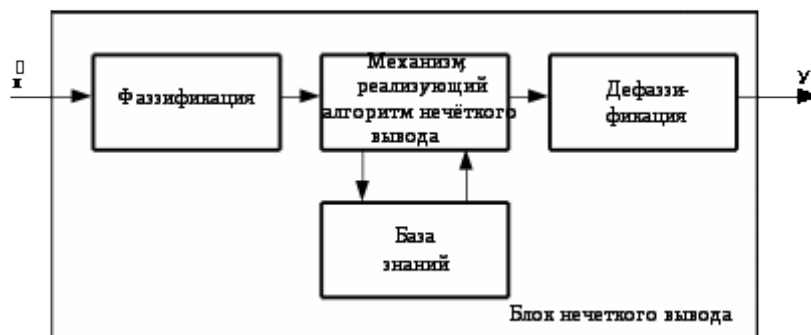 Фаззификация
Механизм,
реализующий
алгоритм нечёткого
вывода
Дефаззи-
фикация
У
База
знаний
Блок нечеткого вывода